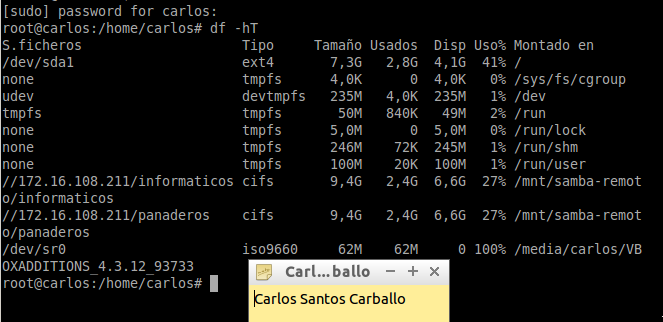 [sudo] password for carlos:
root@carlos:/home/carlos# df -hT
S.ficheros Tipo Tamaño Usados Disp Uso% Montado en
/dev/sda1 ext4 7,3G 2,8G 4,1G 41% /
none tmpfs 4,0K 0 4,0K 0% /sys/fs/cgroup
udev devtmpfs 235M 4,0K 235M 1% /dev
tmpfs tmpfs 50M 840K 49M 2% /run
none tmpfs 5,0M 0 5,0M 0% /run/lock
none tmpfs 246M 72K 245M 1% /run/shm
none tmpfs 100M 20K 100M 1% /run/user
//172.16.108.211/informaticos cifs 9,4G 2,4G 6,6G 27% /mnt/samba-remot
o/informaticos
//172.16.108.211/panaderos cifs 9,4G 2,4G 6,6G 27% /mnt/samba-remot
o/panaderos
/dev/sr0 iso9660 62M 62M 0 100% /media/carlos/VB
OXADDITIONS_4.3.12_93733
root@carlos:/home/carlos#
Carl...ballo
Carlos Santos Carballo